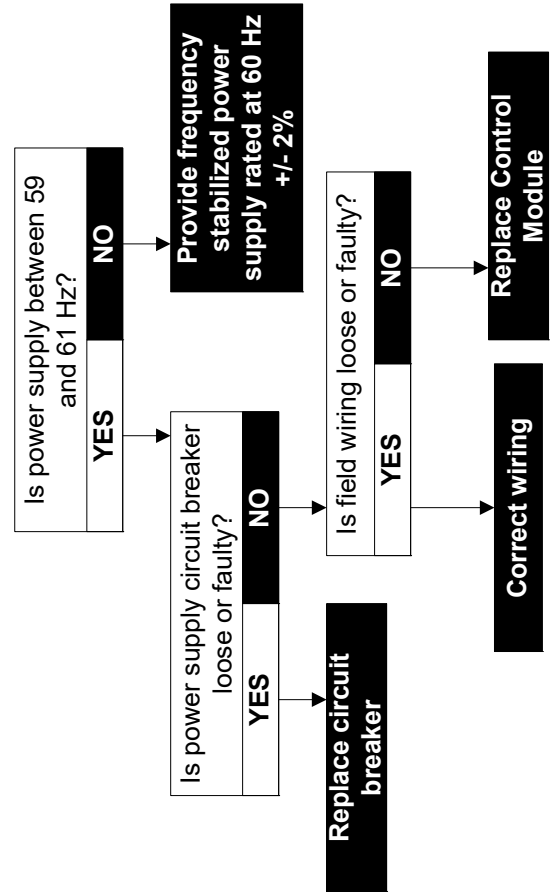 Is power supply between 59
and 61 Hz?
YES
NO
Provide frequency
stabilized power
supply rated at 60 Hz
+/- 2%
Is power supply circuit breaker
loose or faulty?
YES
NO
Replace circuit
breaker
Is field wiring loose or faulty?
YES
NO
Correct wiring
Replace Control
Module